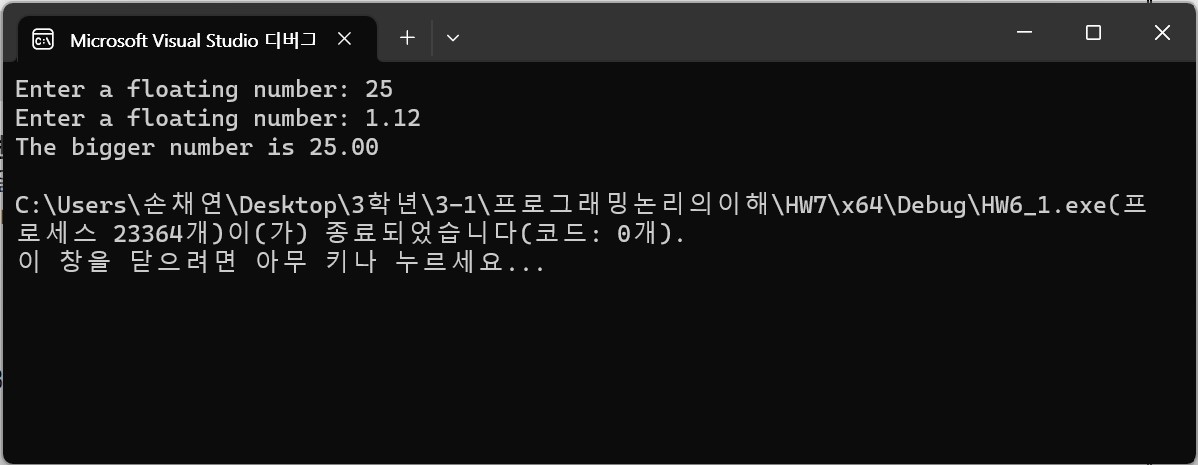 Microsoft Visual Studio 디버그
Enter a floating number: 25
Enter a floating number: 1.12
The bigger number is 25.00
C:\Users\손채연\Desktop\3학년\3-1\프로그래밍논리의이해\HW7\x64\Debug\HW6_1.exe(프
로세스 23364개)이(가) 종료되었습니다(코드: 0개).
이 창을 닫으려면 아무 키나 누르세요...